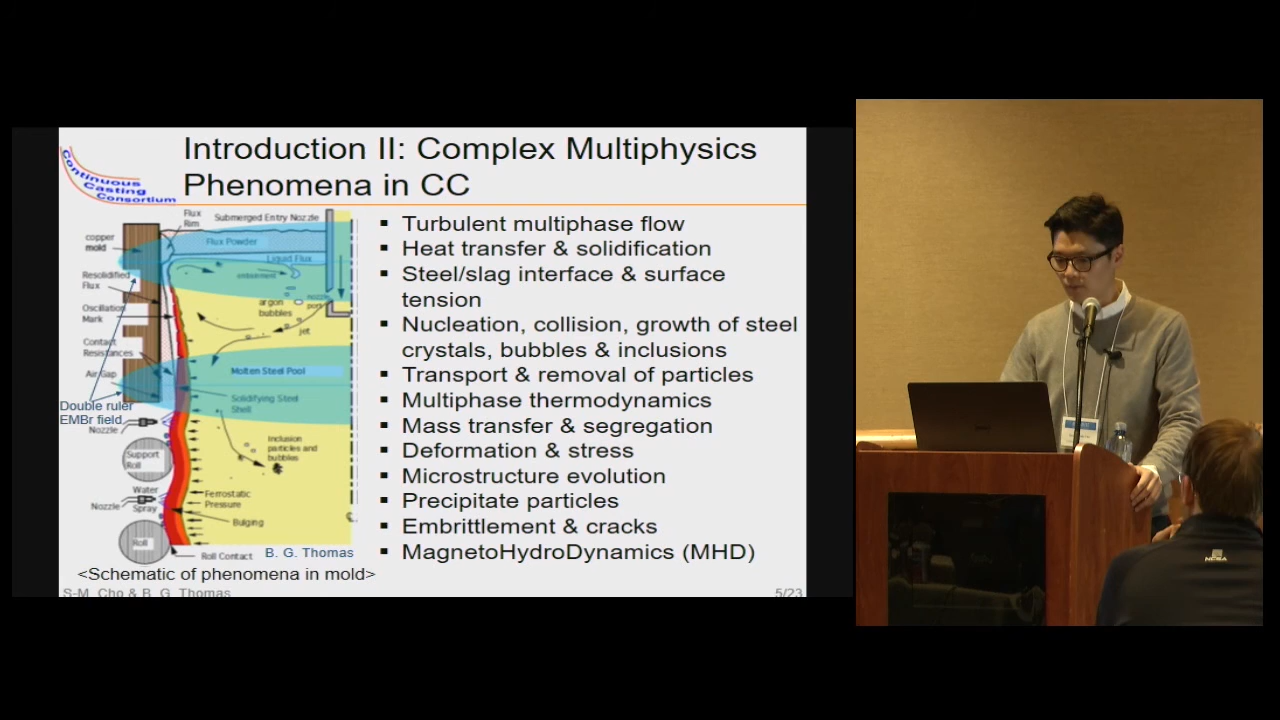 Introduction II: Complex Multiphysics
Phenomena in CC
Continuous
Casting
Consortium
▪ Turbulent multiphase flow
▪ Heat transfer & solidification
▪ Steel/slag interface & surface
tension
▪ Nucleation, collision, growth of steel
crystals, bubbles & inclusions
▪ Transport & removal of particles
▪ Multiphase thermodynamics
▪ Mass transfer & segregation
▪ Deformation & stress
▪ Microstructure evolution
▪ Precipitate particles
▪ Embrittlement & cracks
▪ MagnetoHydroDynamics (MHD)
Flux
Rim
Submerged Entry Nozzle
copper
mold
Flux Powder
Liquid Flux
Resolidified
Flux
argon
bubbles
nozzle
port
Oscillation
Mark
jet
Contact
Resistances
Air Gap
Molten Steel Pool
Solidifying Steel
Shell
Double ruler
EMBr field
Nozzle
Inclusion
particles and
bubbles
Support
Roll
Water
Spray
Nozzle
Ferrostatic
Pressure
Bulging
Roll
Roll Contact
B. G. Thomas
<Schematic of phenomena in mold>
S-M. Cho & B. G. Thomas
5/23
NCSA